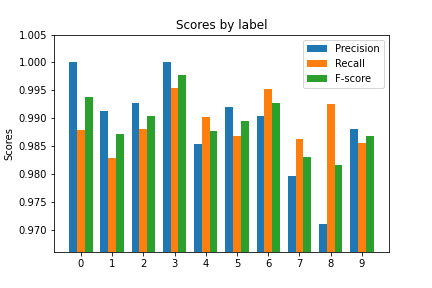 Scores by label
1.005
1.000
0.995
0.990
0.985
0.980
0.975
0.970
Scores
Precision
Recall
F-score
0 1 2 3 4 5 6 7 8 9